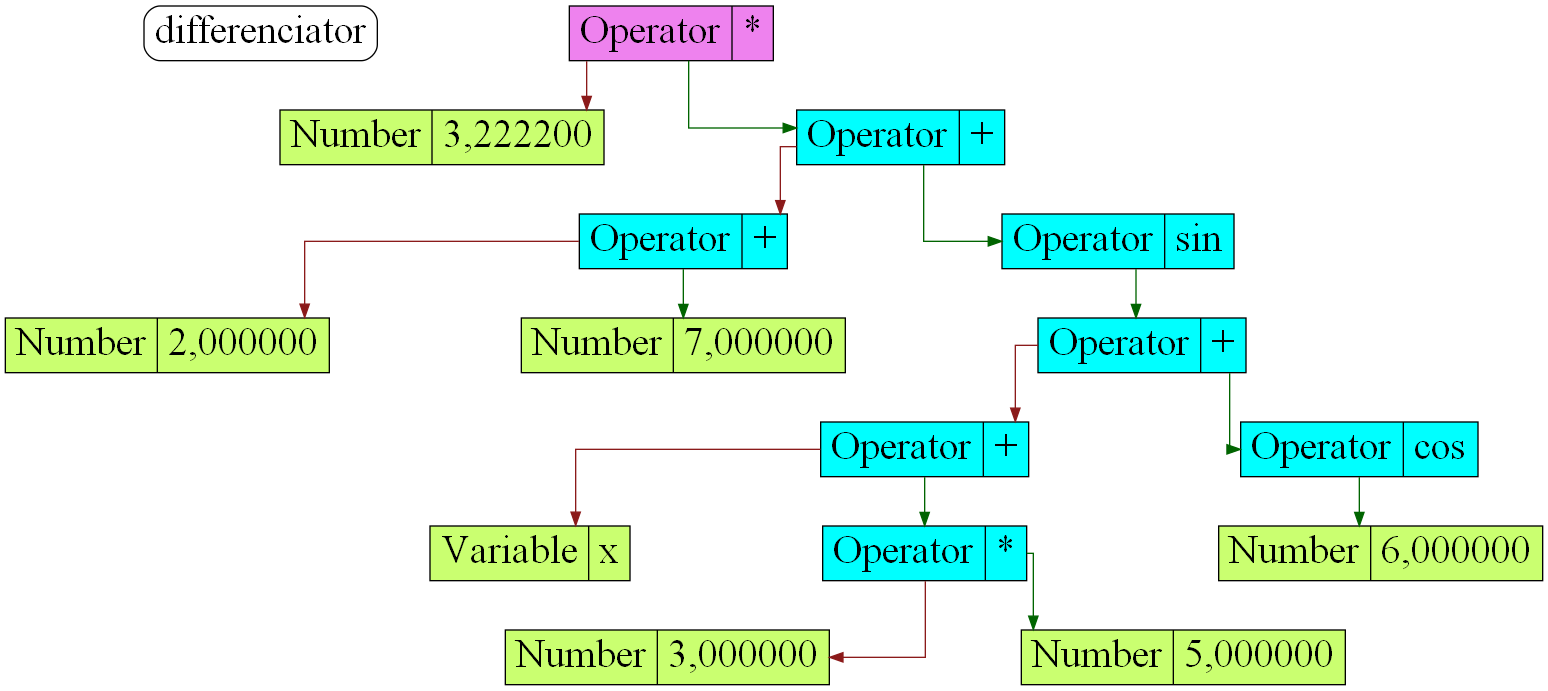 differenciator
Operator *
Number 3,222200
Operator +
Operator +
Operator sin
Number 2,000000
Number 7,000000
Operator +
Operator +
Operator cos
Variable x
Operator *
Number 6,000000
Number 3,000000
Number 5,000000